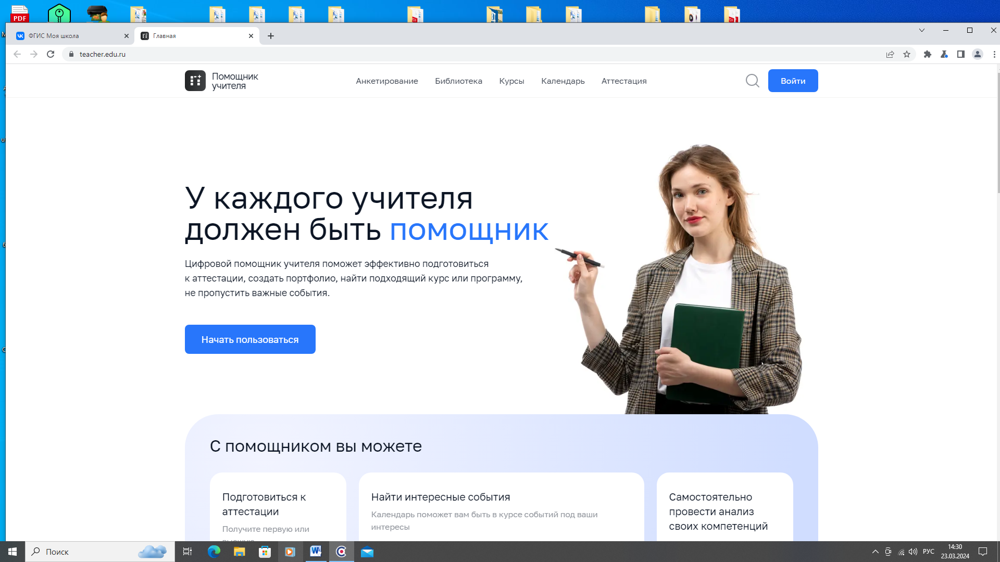 PDF
ФГИС Моя школа
Главная
teacher.edu.ru
Помощник
учителя
Анкетирование
Библиотека
Курсы
Календарь
Аттестация
Войти
У каждого учителя
должен быть помощник
Цифровой помощник учителя поможет эффективно подготовиться
к аттестации, создать портфолио, найти подходящий курс или программу,
не пропустить важные события.
Начать пользоваться
С помощником вы можете
Подготовиться к
аттестации
Получите первую или
Найти интересные события
Календарь поможет вам быть в курсе событий под ваши
интересы
Самостоятельно
провести анализ
своих компетенций
Поиск
РУС
14:30
23.03.2024